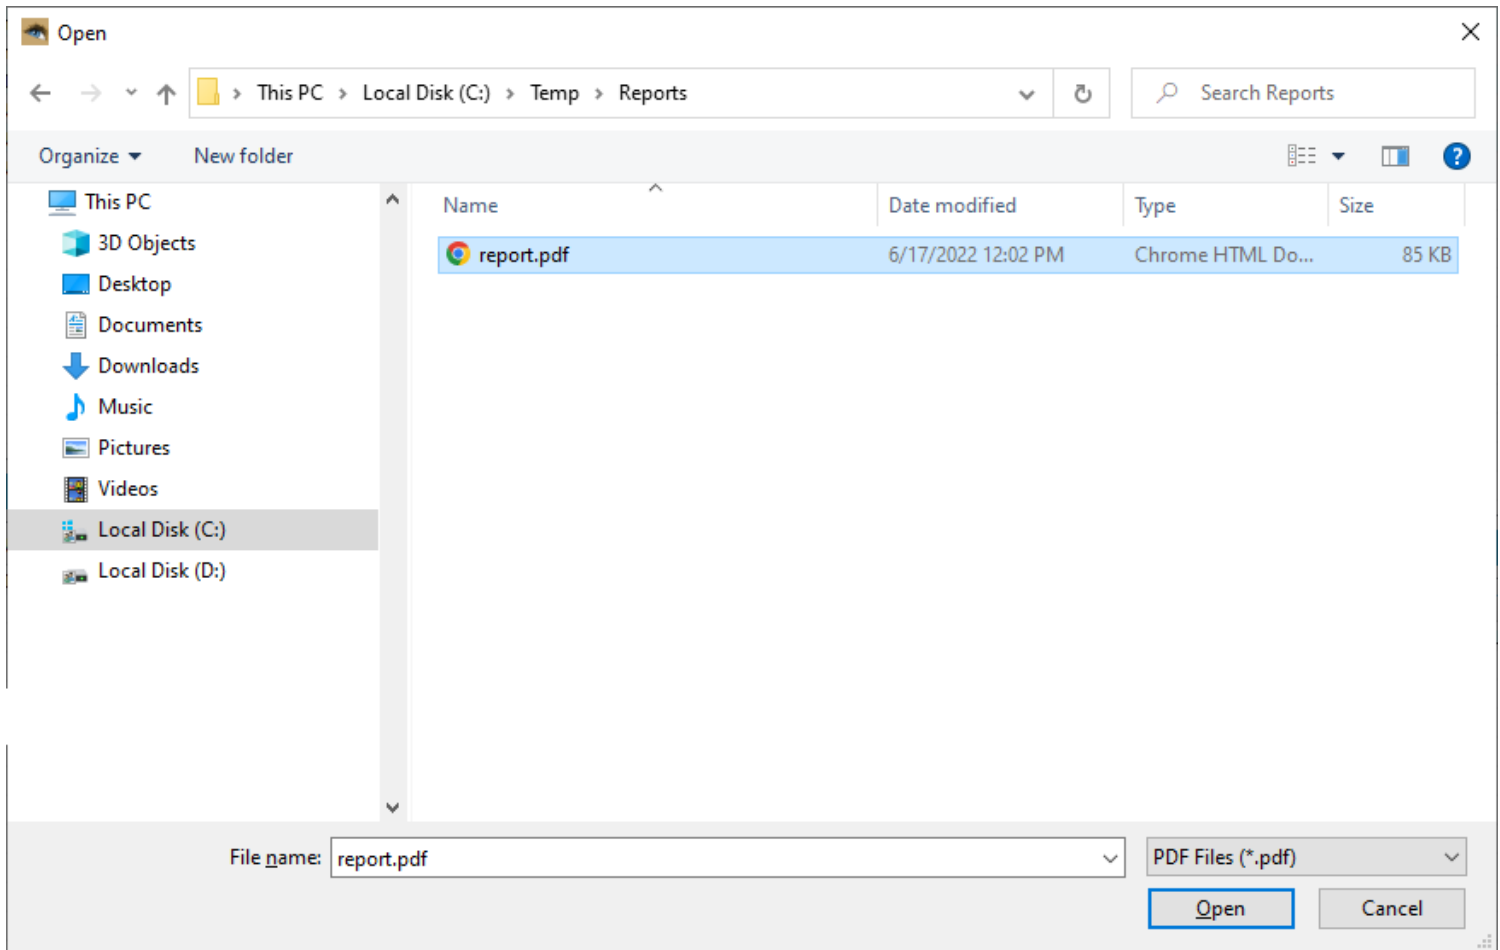 Open
This PC > Local Disk (C:) > Temp > Reports
Search Reports
Organize
New folder
?
This PC
3D Objects
Desktop
Documents
Downloads
Music
Pictures
Videos
Local Disk (C:)
Local Disk (D:)
Name Date modified Type Size
report.pdf 6/17/2022 12:02 PM Chrome HTML Do... 85 KB
File name: report.pdf
PDF Files (*.pdf)
Open Cancel